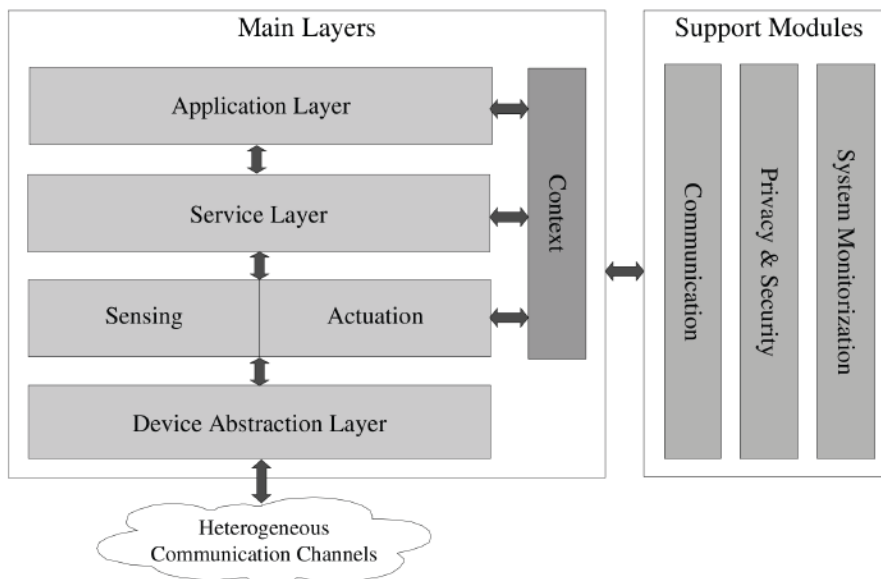 Main Layers
Application Layer
Service Layer
Sensing
Actuation
Device Abstraction Layer
Context
Heterogeneous
Communication Channels
Support Modules
Communication
Privacy & Security
System Monitorization